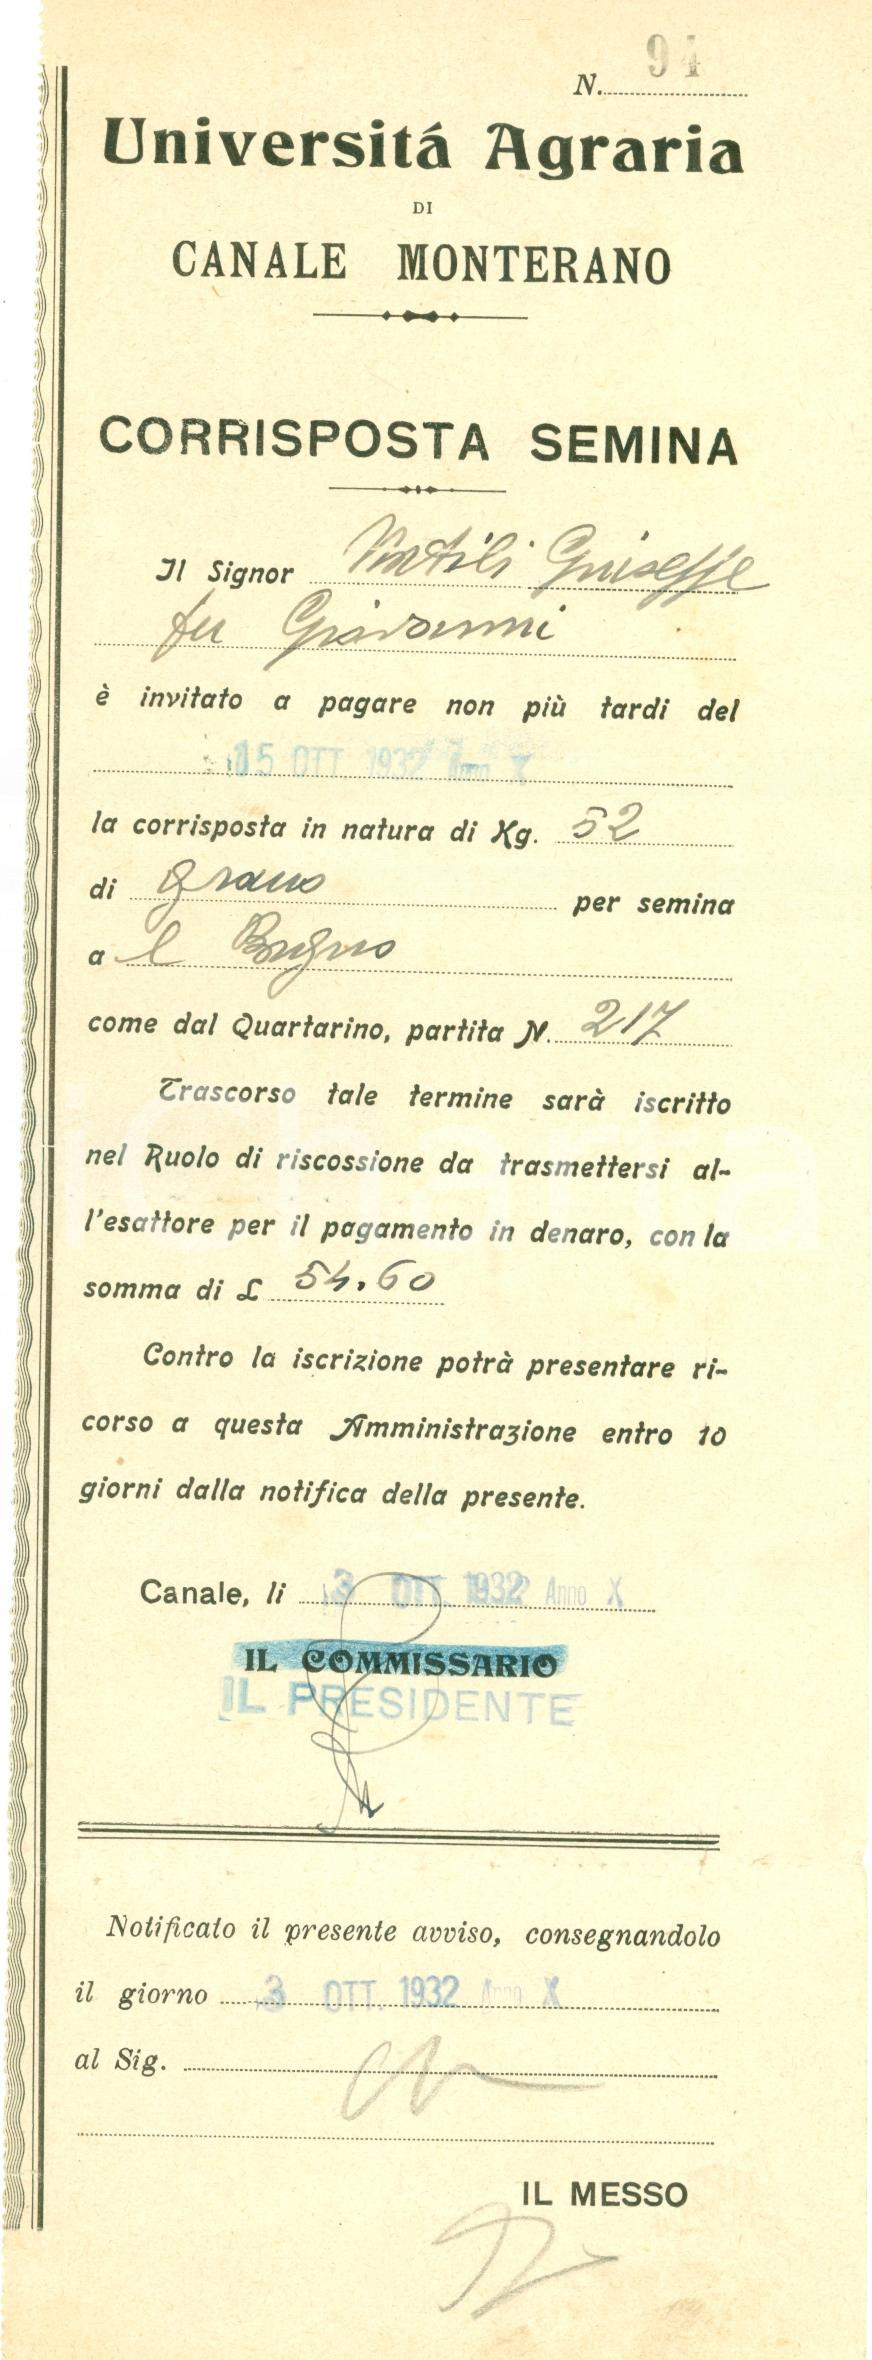 N. 94
Universitá Agraria
DI
CANALE MONTERANO
CORRISPOSTA SEMINA
Il Signor Giuseppe
fu Giovanni
è invitato a pagare non più tardi del
15 OTT 1932 Anno X
la corrisposta in natura di Kg. 52
di grano per semina
a
come dal Quartarino, partita N. 217
Trascorso tale termine sarà iscritto
nel Ruolo di riscossione da trasmettersi al-
l'esattore per il pagamento in denaro, con la
somma di £ 54.60
Contro la iscrizione potrà presentare ri-
corso a questa Amministrazione entro 10
giorni dalla notifica della presente.
Canale, li 3 OTT. 1932 Anno X
IL COMMISSARIO
IL PRESIDENTE
Notificato il presente avviso, consegnandolo
il giorno 3 OTT. 1932 Anno X
al Sig.
IL MESSO